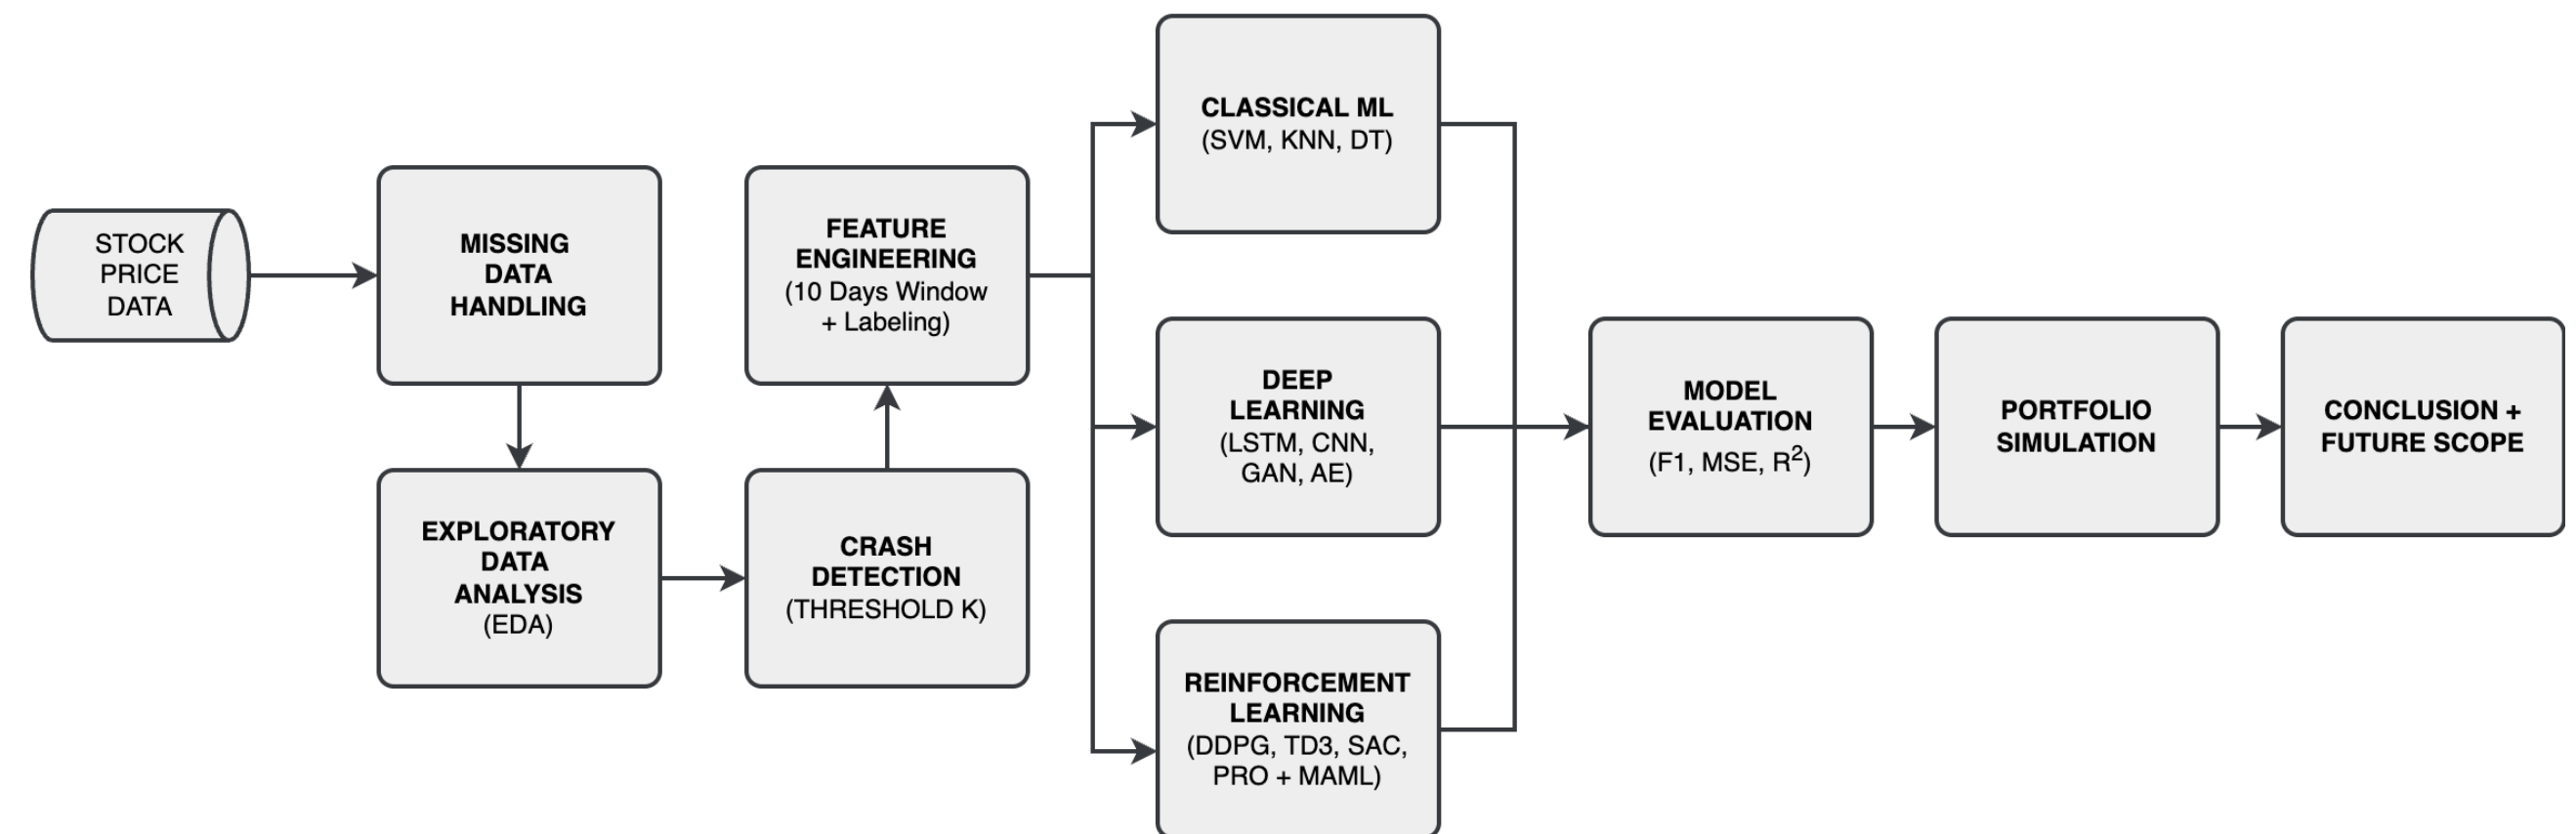 STOCK
PRICE
DATA
MISSING
DATA
HANDLING
EXPLORATORY
DATA
ANALYSIS
(EDA)
CRASH
DETECTION
(THRESHOLD K)
FEATURE
ENGINEERING
(10 Days Window
+ Labeling)
CLASSICAL ML
(SVM, KNN, DT)
DEEP
LEARNING
(LSTM, CNN,
GAN, AE)
REINFORCEMENT
LEARNING
(DDPG, TD3, SAC,
PRO + MAML)
MODEL
EVALUATION
(F1, MSE, R²)
PORTFOLIO
SIMULATION
CONCLUSION +
FUTURE SCOPE